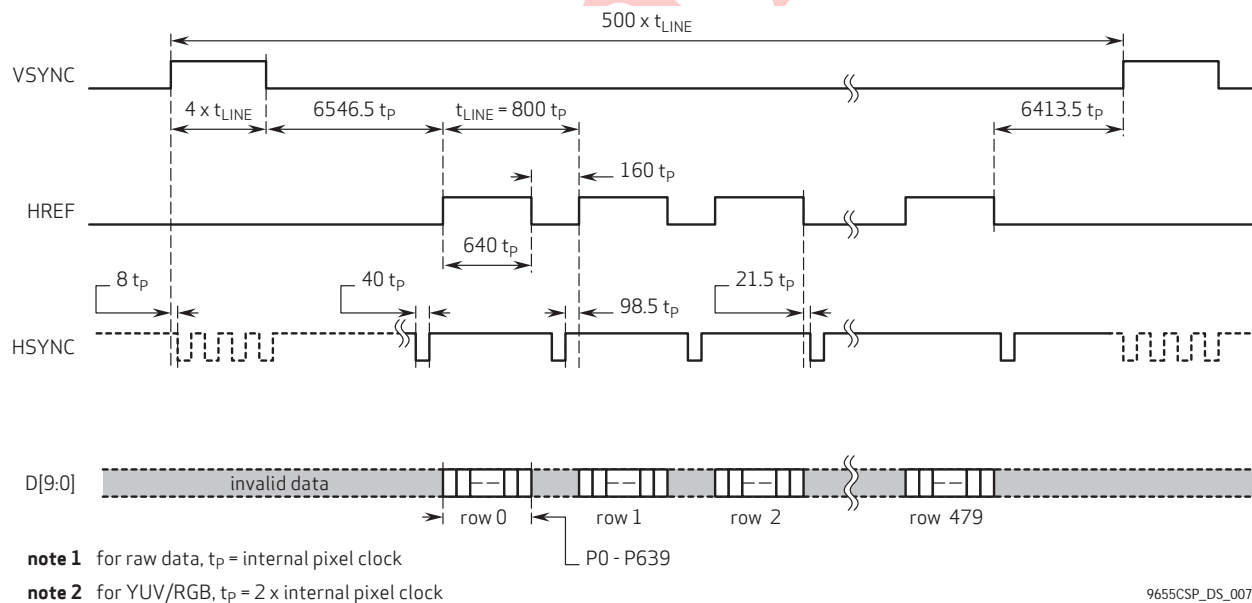 500 x tLINE
VSYNC
4 x tLINE
6546.5 tP
tLINE = 800 tP
6413.5 tP
160 tP
HREF
640 tP
8 tP
40 tP
98.5 tP
21.5 tP
HSYNC
D[9:0]
invalid data
row 0
row 1
row 2
row 479
P0 - P639
note 1 for raw data, tP = internal pixel clock
note 2 for YUV/RGB, tP = 2 x internal pixel clock
9655CSP_DS_007